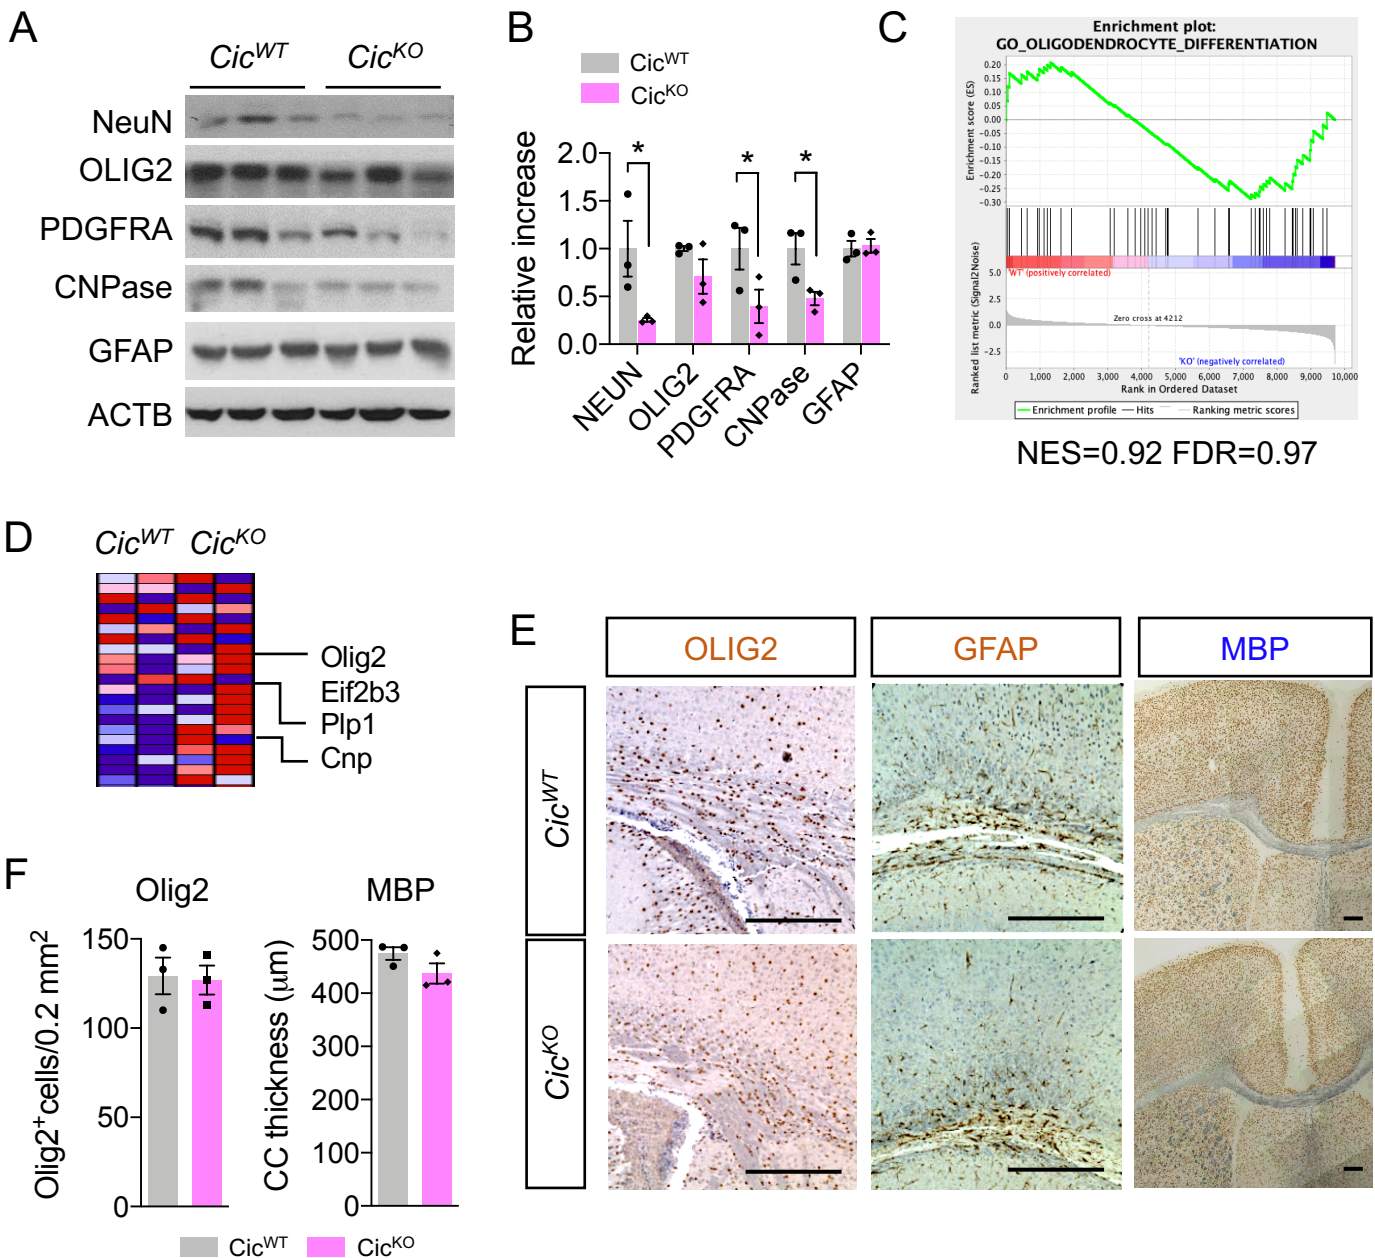 A
Cic^WT Cic^KO
NeuN
OLIG2
PDGFRA
CNPase
GFAP
ACTB
B
Cic^WT
Cic^KO
Relative increase
2.0
1.5
1.0
0.5
0.0
* * *
NEUN OLIG2 PDGFRA CNPase GFAP
C
Enrichment plot:
GO_OLIGODENDROCYTE_DIFFERENTIATION
Enrichment score (ES)
0.20
0.15
0.10
0.05
0.00
-0.05
-0.10
-0.15
-0.20
-0.25
-0.30
Ranked list metric (Signal2Noise)
5.0
2.5
0.0
-2.5
'WT' (positively correlated)
Zero cross at 4212
'KO' (negatively correlated)
0 1,000 2,000 3,000 4,000 5,000 6,000 7,000 8,000 9,000 10,000
Rank in Ordered Dataset
Enrichment profile Hits Ranking metric scores
NES=0.92 FDR=0.97
D
Cic^WT Cic^KO
Olig2
Eif2b3
Plp1
Cnp
E
OLIG2 GFAP MBP
Cic^WT
Cic^KO
F
Olig2
Olig2+cells/0.2 mm²
150
100
50
0
MBP
CC thickness (µm)
500
400
300
200
100
0
Cic^WT Cic^KO